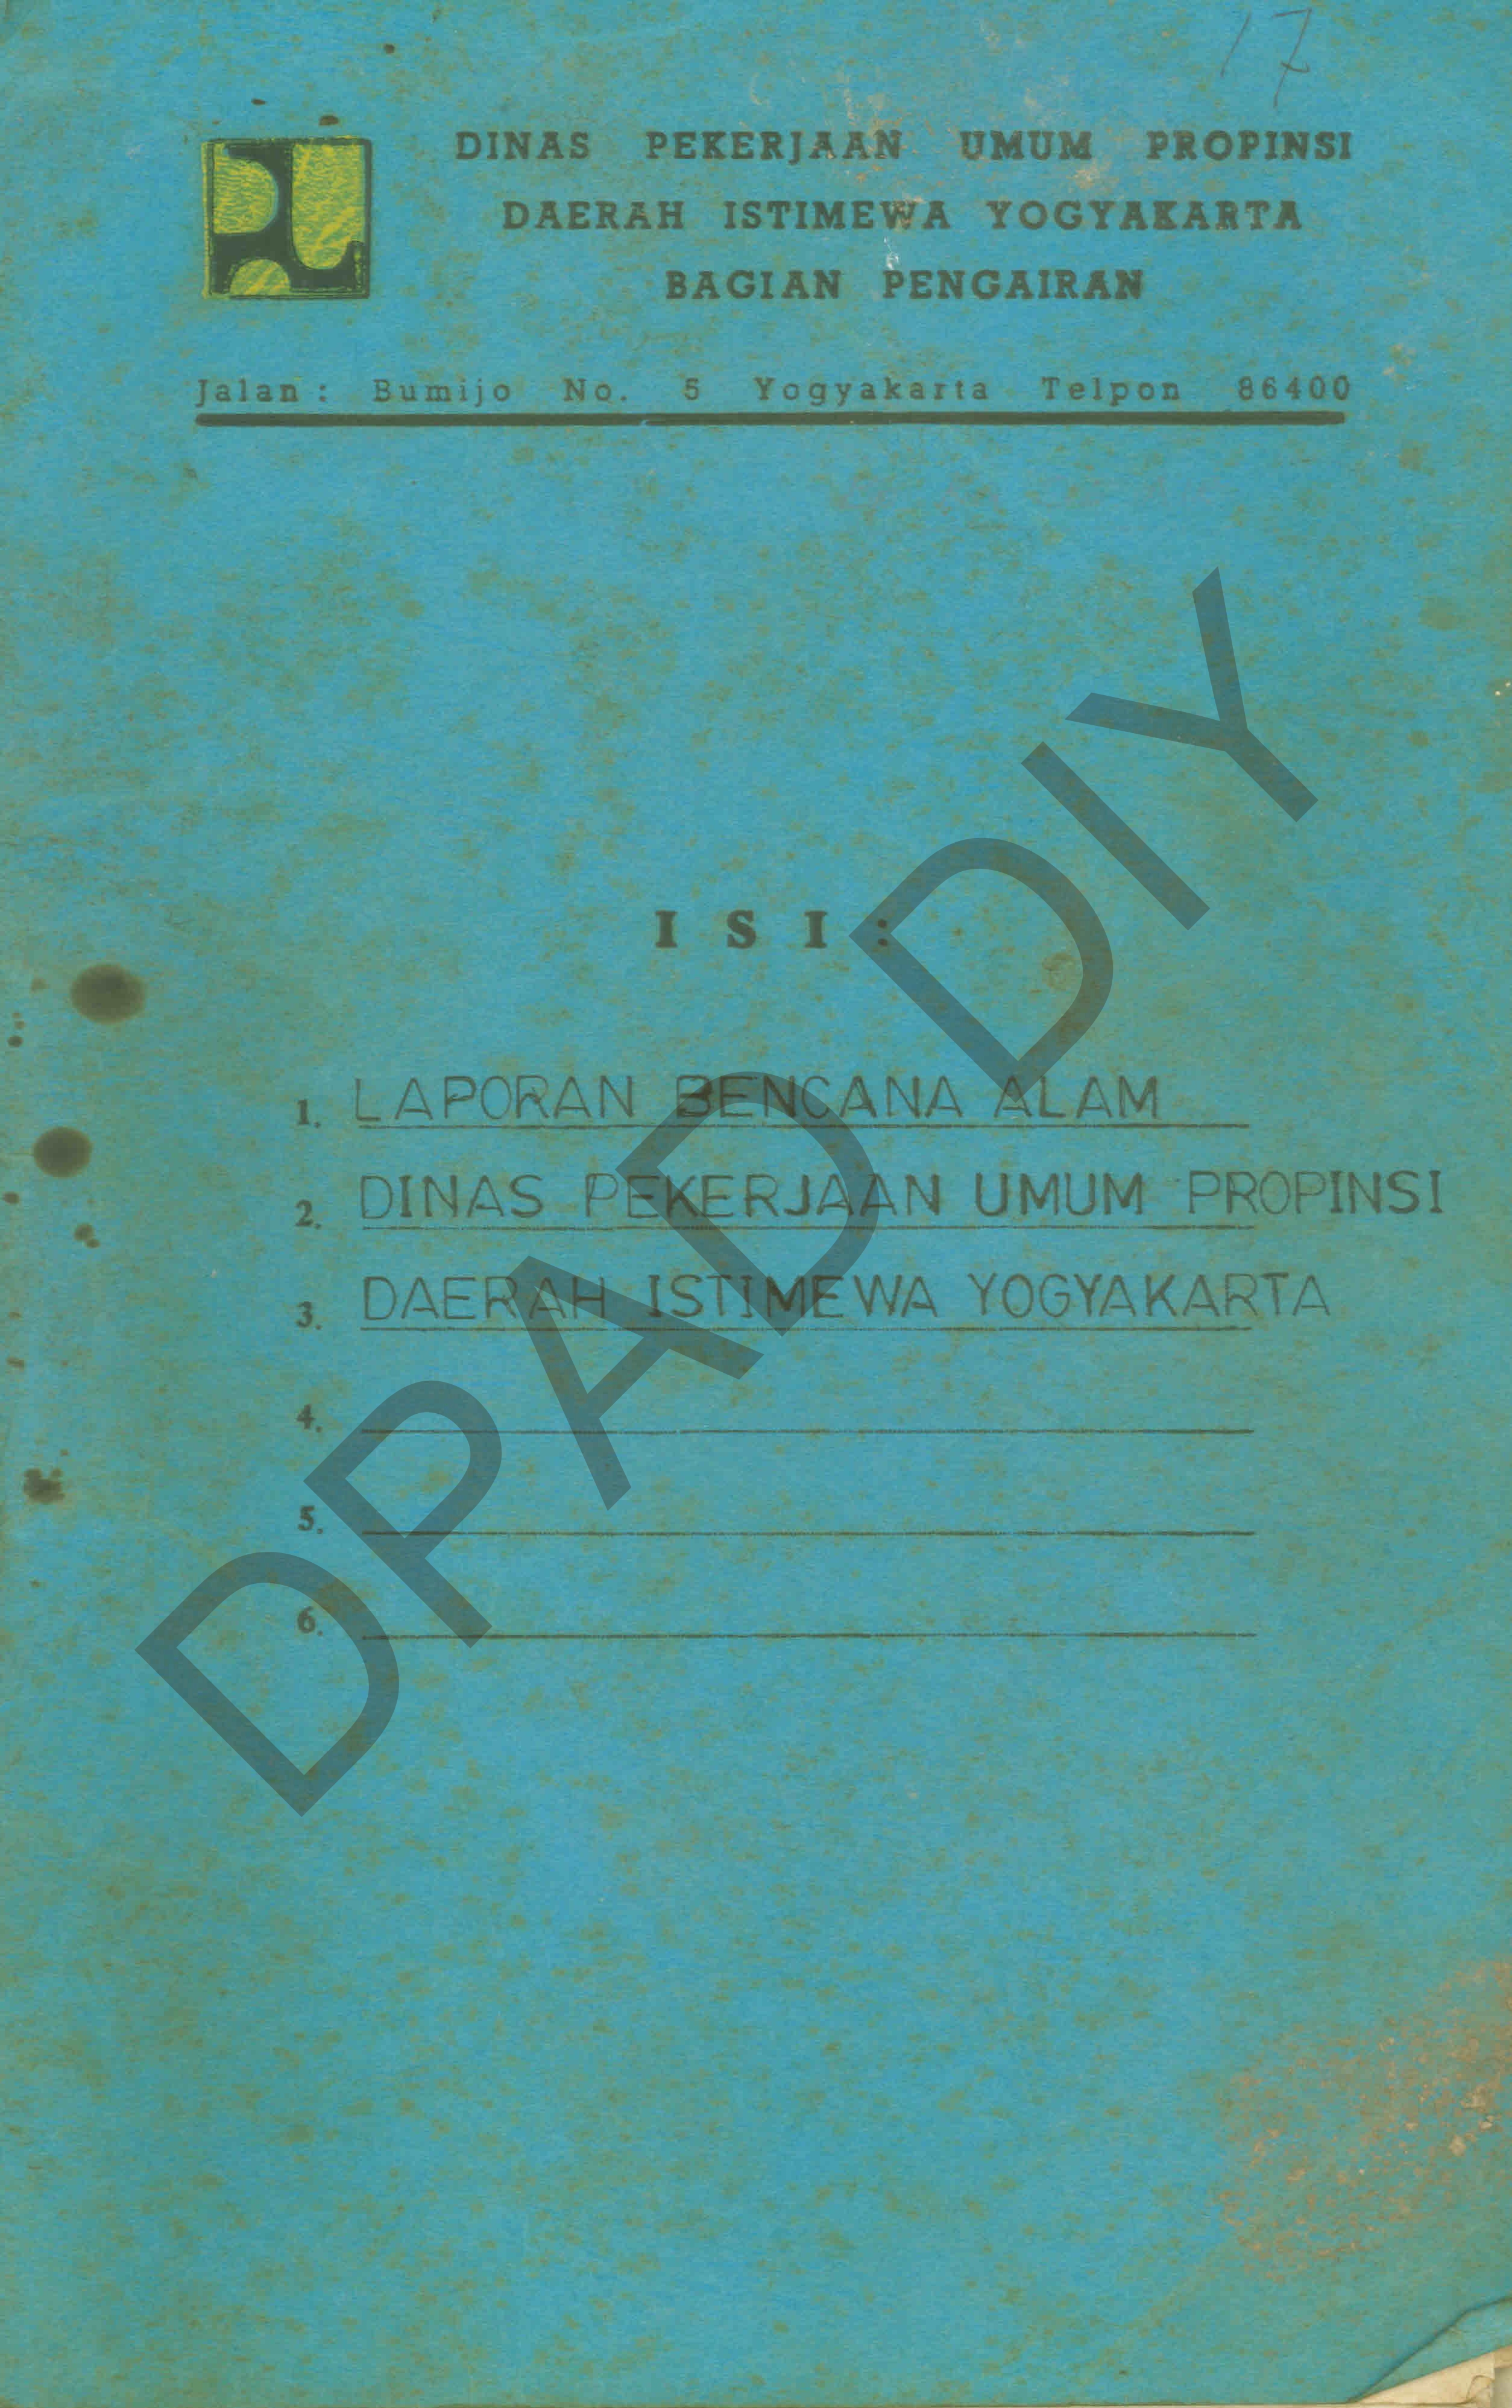 17
DINAS PEKERJAAN UMUM PROPINSI
DAERAH ISTIMEWA YOGYAKARTA
BAGIAN PENGAIRAN
Jalan : Bumijo No. 5 Yogyakarta Telpon 86400
I S I :
1. LAPORAN BENCANA ALAM
2. DINAS PEKERJAAN UMUM PROPINSI
3. DAERAH ISTIMEWA YOGYAKARTA
4.
5.
6.
DPAD DIY